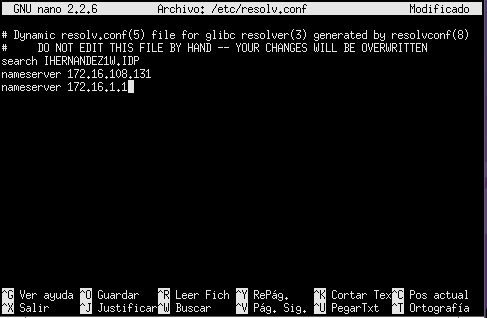 GNU nano 2.2.6 Archivo: /etc/resolv.conf Modificado
# Dynamic resolv.conf(5) file for glibc resolver(3) generated by resolvconf(8)
# DO NOT EDIT THIS FILE BY HAND -- YOUR CHANGES WILL BE OVERWRITTEN
search IHERNANDEZ1W.IDP
nameserver 172.16.108.131
nameserver 172.16.1.1
^G Ver ayuda ^O Guardar ^R Leer Fich ^Y RePág. ^K Cortar Tex ^C Pos actual
^X Salir ^J Justificar ^W Buscar ^V Pág. Sig. ^U PegarTxt ^T Ortografía